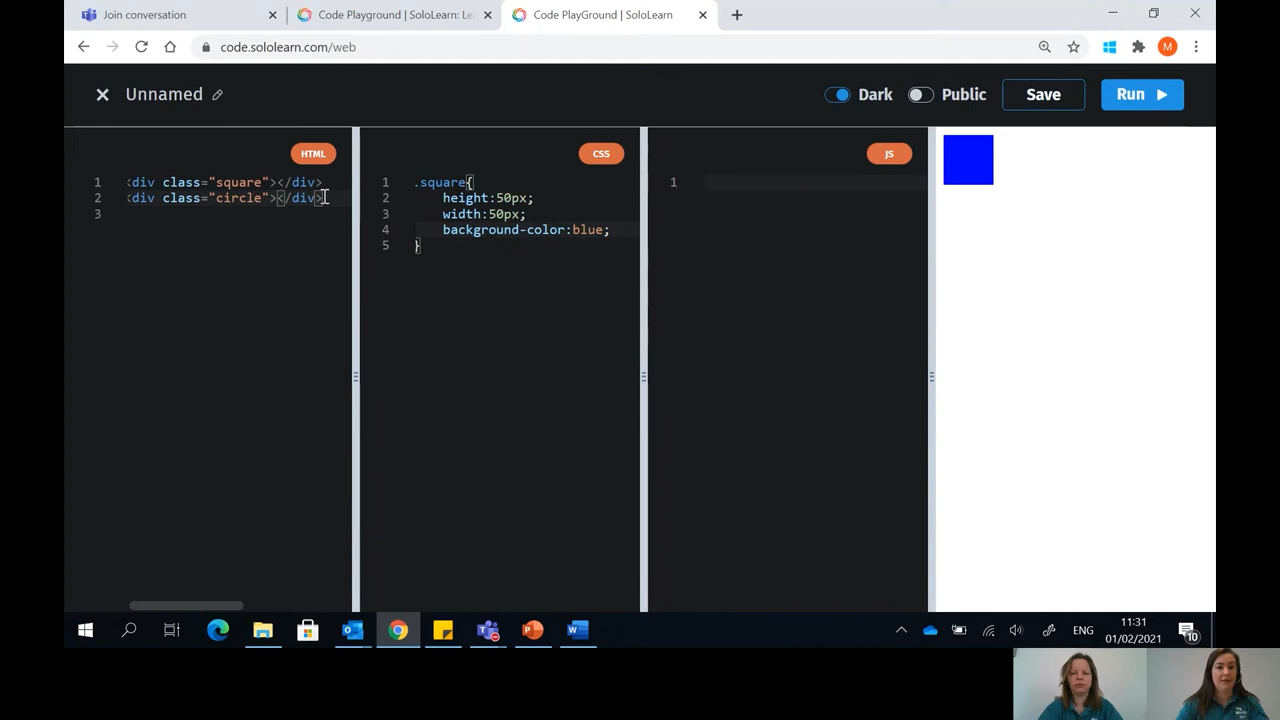 Join conversation
Code Playground | SoloLearn: Le
Code PlayGround | SoloLearn
code.sololearn.com/web
M
Unnamed
Dark
Public
Save
Run
HTML
CSS
JS
1 <div class="square"></div>
2 <div class="circle"></div>
3
1 .square{
2 height:50px;
3 width:50px;
4 background-color:blue;
5 }
1
ENG
11:31
01/02/2021
10